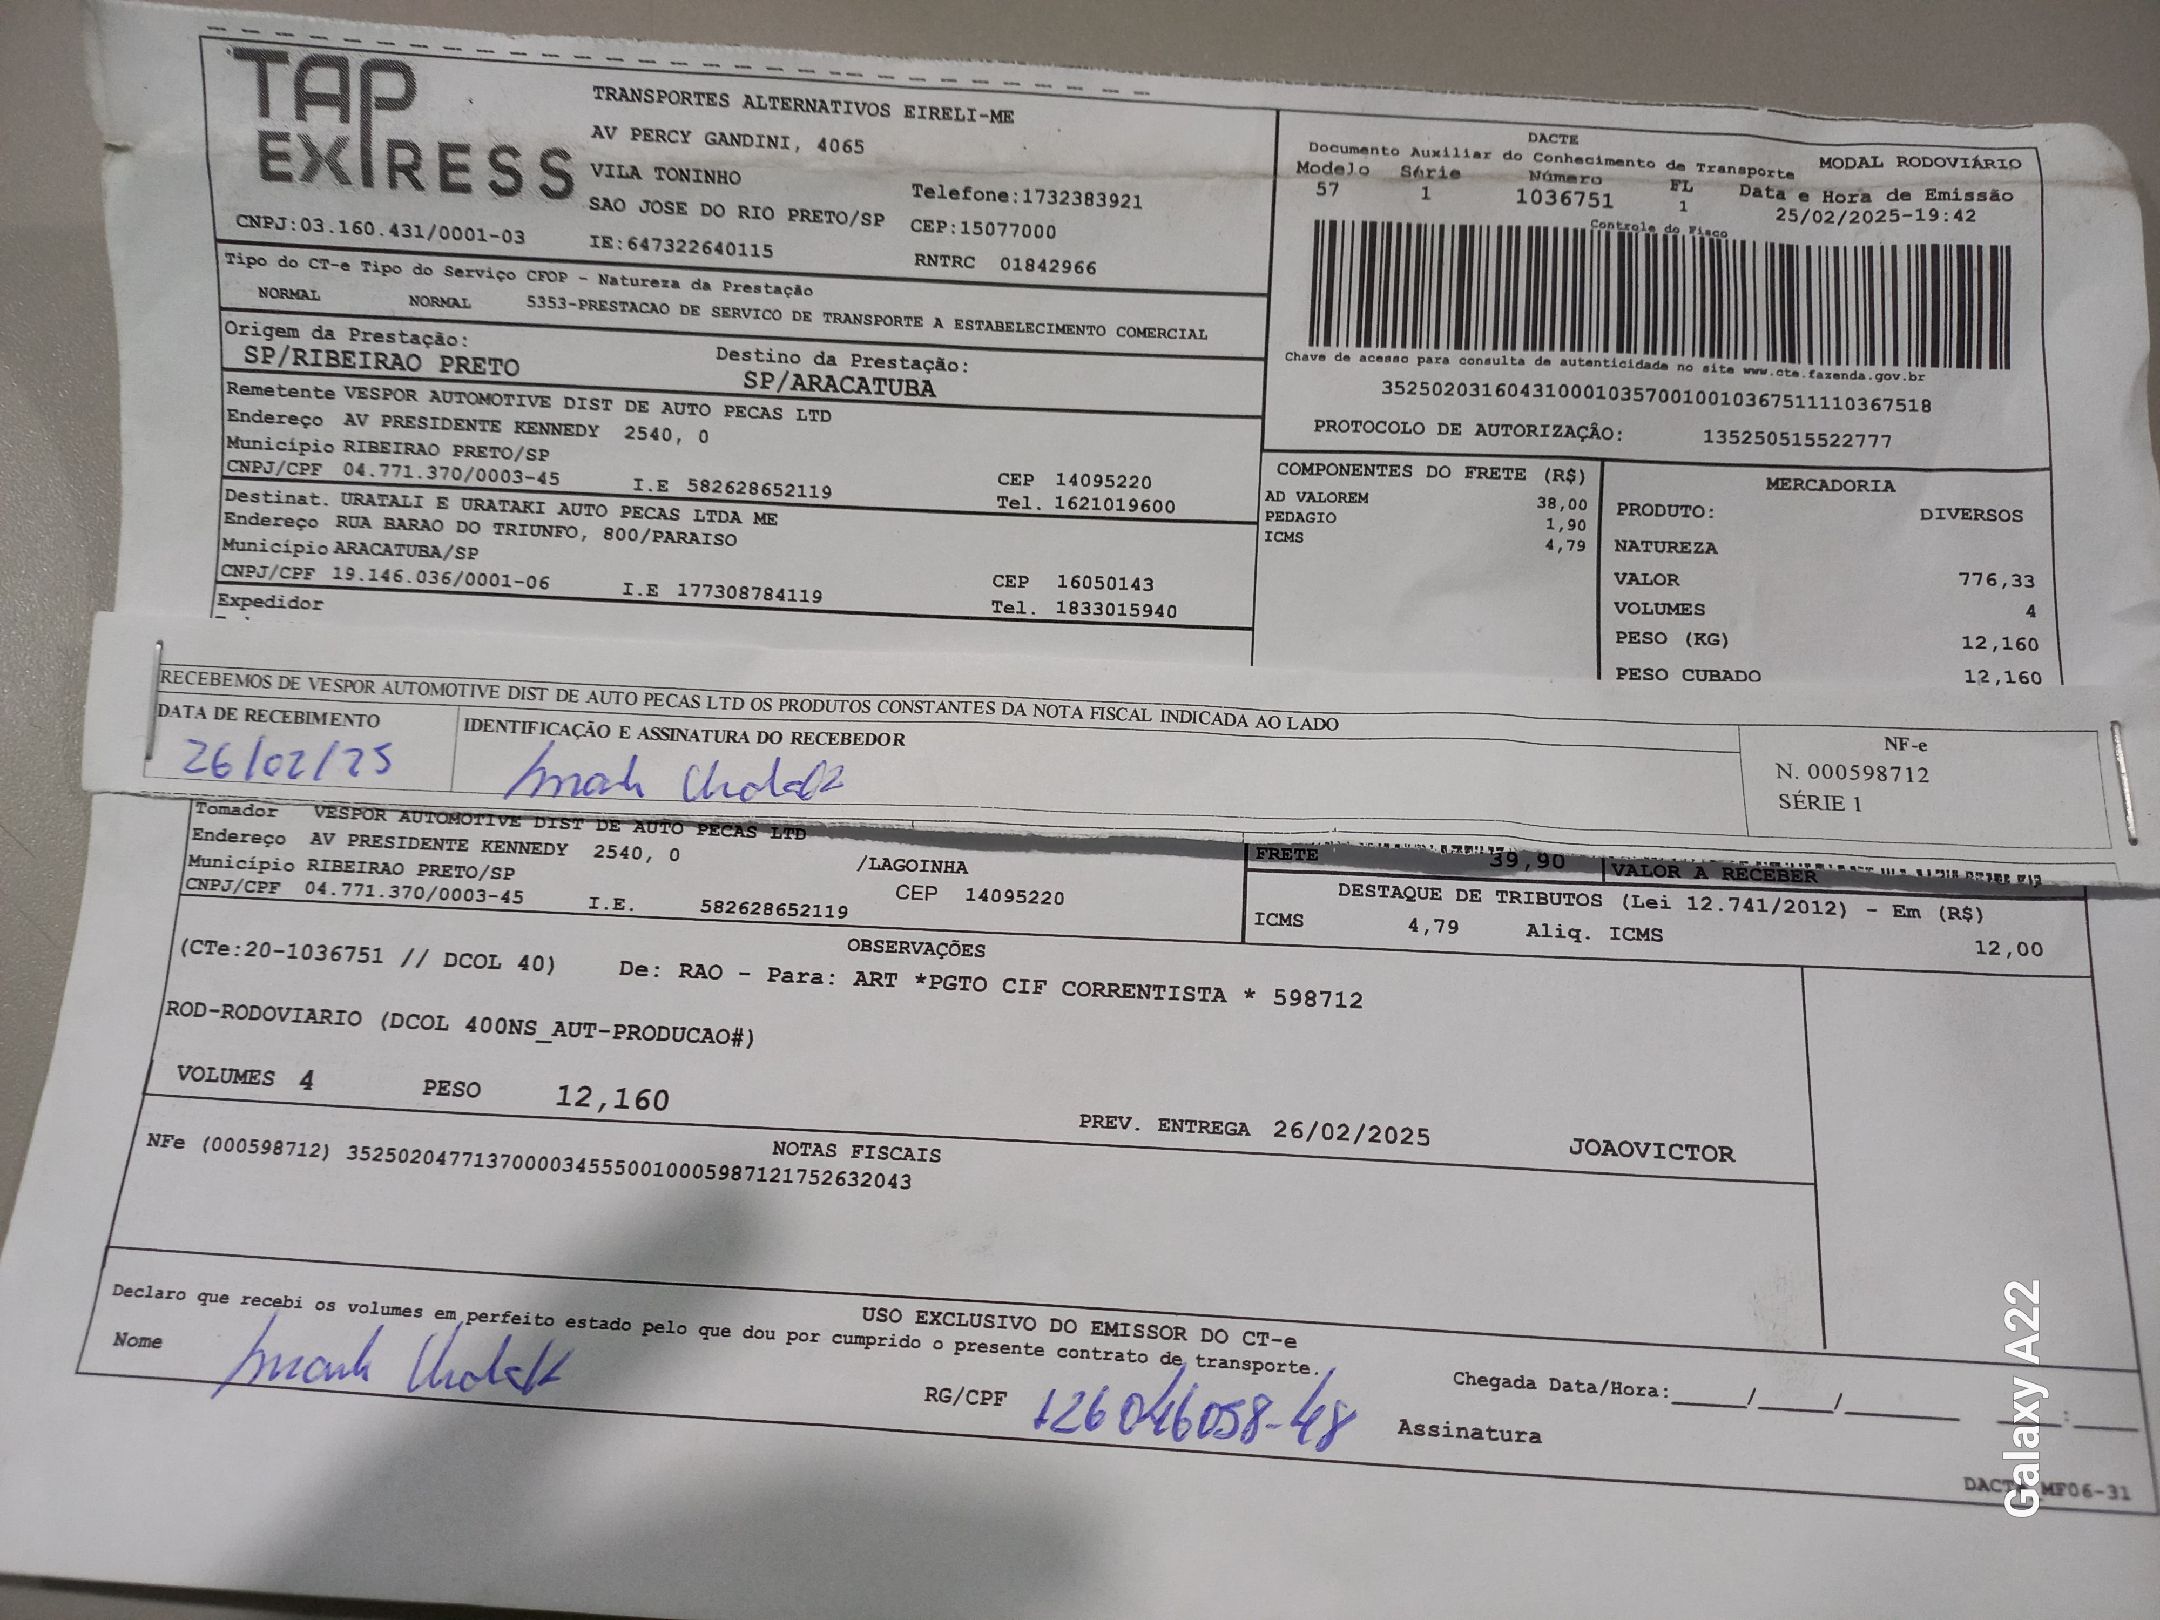 TAP
EXPRESS
TRANSPORTES ALTERNATIVOS EIRELI-ME
AV PERCY GANDINI, 4065
VILA TONINHO
SAO JOSE DO RIO PRETO/SP
Telefone:1732383921
CEP:15077000
CNPJ:03.160.431/0001-03
IE:647322640115
RNTRC 01842966
DACTE
Documento Auxiliar do Conhecimento de Transporte
MODAL RODOVIÁRIO
Modelo Série Número FL Data e Hora de Emissão
57 1 1036751 1 25/02/2025-19:42
Controle do Fisco
Chave de acesso para consulta de autenticidade no site www.cte.fazenda.gov.br
35250203160431000103570010010367511110367518
PROTOCOLO DE AUTORIZAÇÃO: 135250515522777
Tipo do CT-e Tipo do Serviço CFOP - Natureza da Prestação
NORMAL NORMAL 5353-PRESTACAO DE SERVICO DE TRANSPORTE A ESTABELECIMENTO COMERCIAL
Origem da Prestação: Destino da Prestação:
SP/RIBEIRAO PRETO SP/ARACATUBA
Remetente VESPOR AUTOMOTIVE DIST DE AUTO PECAS LTD
Endereço AV PRESIDENTE KENNEDY 2540, 0
Município RIBEIRAO PRETO/SP CEP 14095220
CNPJ/CPF 04.771.370/0003-45 I.E 582628652119 Tel. 1621019600
Destinat. URATALI E URATAKI AUTO PECAS LTDA ME
Endereço RUA BARAO DO TRIUNFO, 800/PARAISO
Município ARACATUBA/SP CEP 16050143
CNPJ/CPF 19.146.036/0001-06 I.E 177308784119 Tel. 1833015940
Expedidor
COMPONENTES DO FRETE (R$)
AD VALOREM 38,00
PEDAGIO 1,90
ICMS 4,79
MERCADORIA
PRODUTO: DIVERSOS
NATUREZA
VALOR 776,33
VOLUMES 4
PESO (KG) 12,160
PESO CUBADO 12,160
RECEBEMOS DE VESPOR AUTOMOTIVE DIST DE AUTO PECAS LTD OS PRODUTOS CONSTANTES DA NOTA FISCAL INDICADA AO LADO
DATA DE RECEBIMENTO IDENTIFICAÇÃO E ASSINATURA DO RECEBEDOR
26/02/25
NF-e
N. 000598712
SÉRIE 1
Tomador VESPOR AUTOMOTIVE DIST DE AUTO PECAS LTD
Endereço AV PRESIDENTE KENNEDY 2540, 0 /LAGOINHA
Município RIBEIRAO PRETO/SP CEP 14095220
CNPJ/CPF 04.771.370/0003-45 I.E. 582628652119
FRETE 39,90 VALOR A RECEBER
DESTAQUE DE TRIBUTOS (Lei 12.741/2012) - Em (R$)
ICMS 4,79 Aliq. ICMS 12,00
OBSERVAÇÕES
(CTe:20-1036751 // DCOL 40) De: RAO - Para: ART *PGTO CIF CORRENTISTA * 598712
ROD-RODOVIARIO (DCOL 400NS_AUT-PRODUCAO#)
VOLUMES 4 PESO 12,160 PREV. ENTREGA 26/02/2025 JOAOVICTOR
NOTAS FISCAIS
NFe (000598712) 35250204771370000345550010005987121752632043
USO EXCLUSIVO DO EMISSOR DO CT-e
Declaro que recebi os volumes em perfeito estado pelo que dou por cumprido o presente contrato de transporte.
Nome RG/CPF 126046058-48 Chegada Data/Hora:_____/_____/_______ ____:____
Assinatura
DACTE MF06-31
Galaxy A22